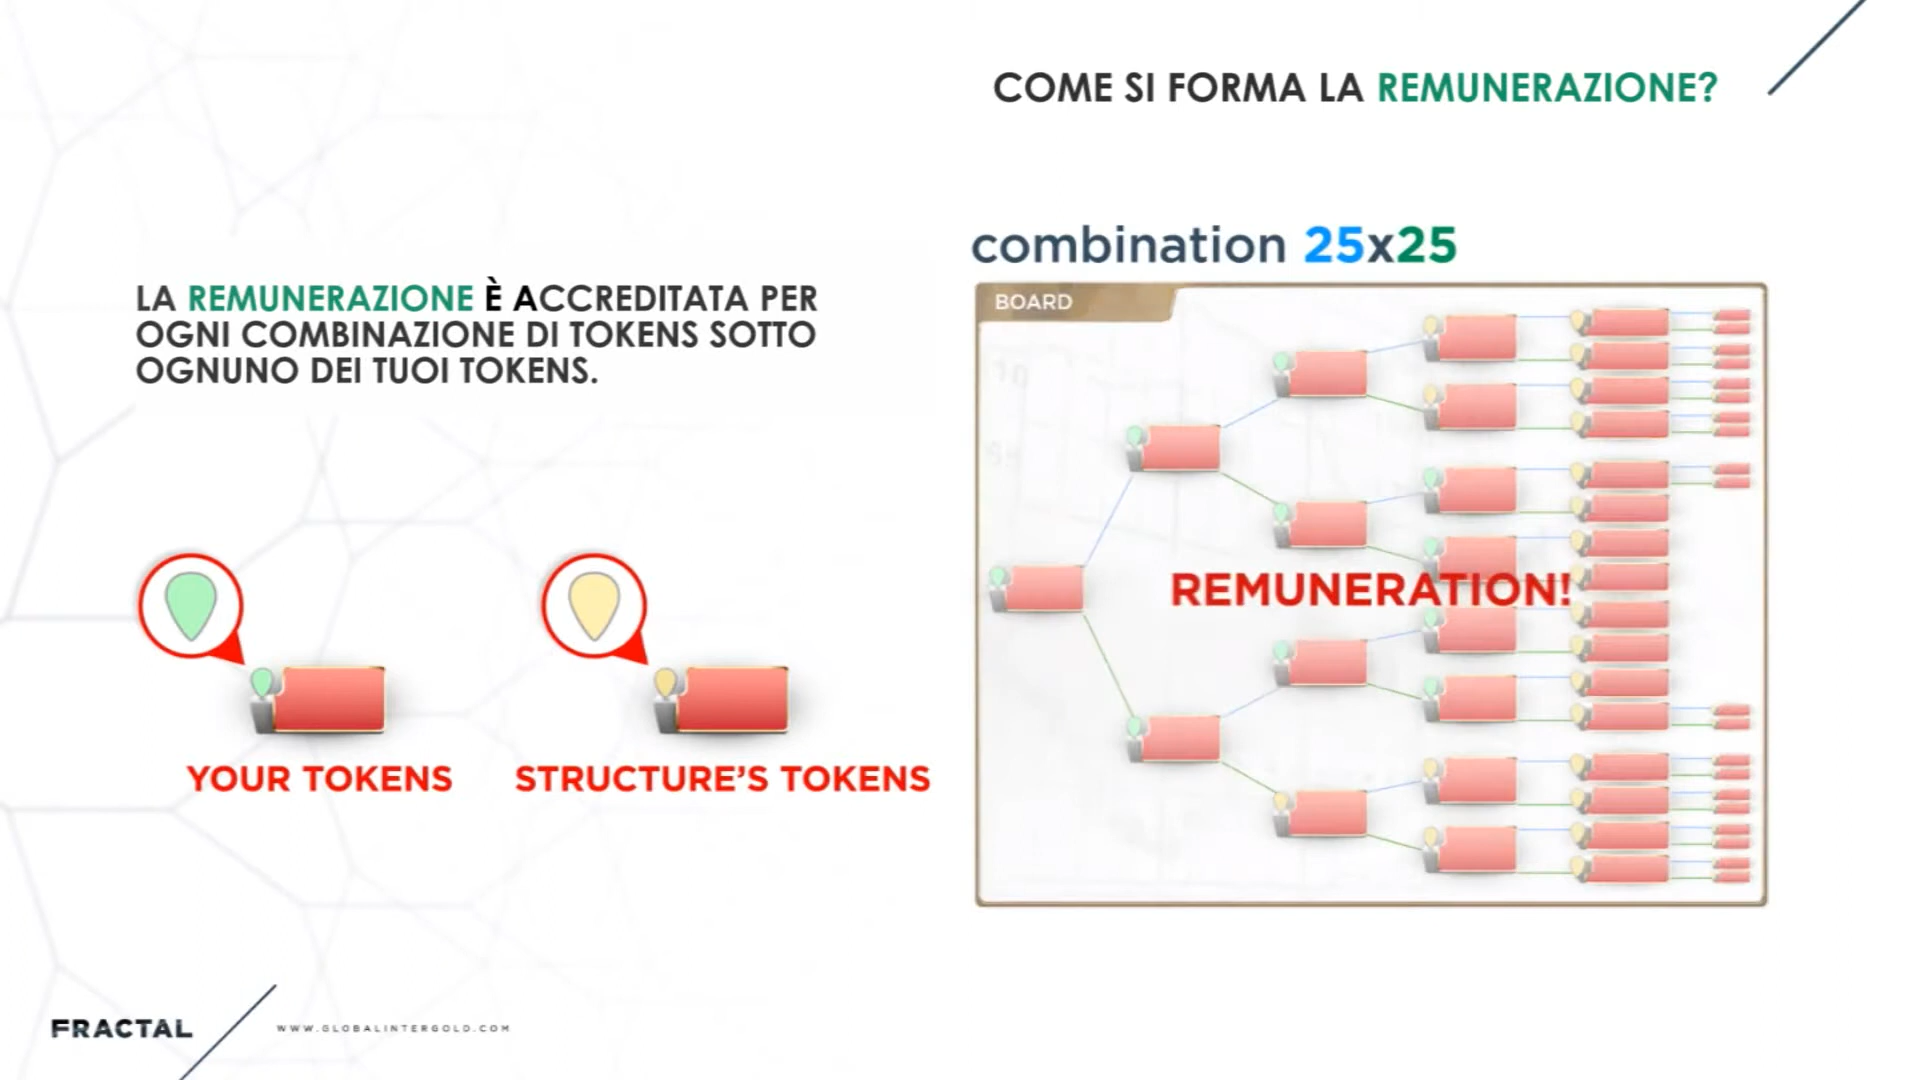 COME SI FORMA LA REMUNERAZIONE?
LA REMUNERAZIONE È ACCREDITATA PER
OGNI COMBINAZIONE DI TOKENS SOTTO
OGNUNO DEI TUOI TOKENS.
YOUR TOKENS
STRUCTURE'S TOKENS
combination 25x25
BOARD
REMUNERATION!
FRACTAL
WWW.GLOBALINTERGOLD.COM